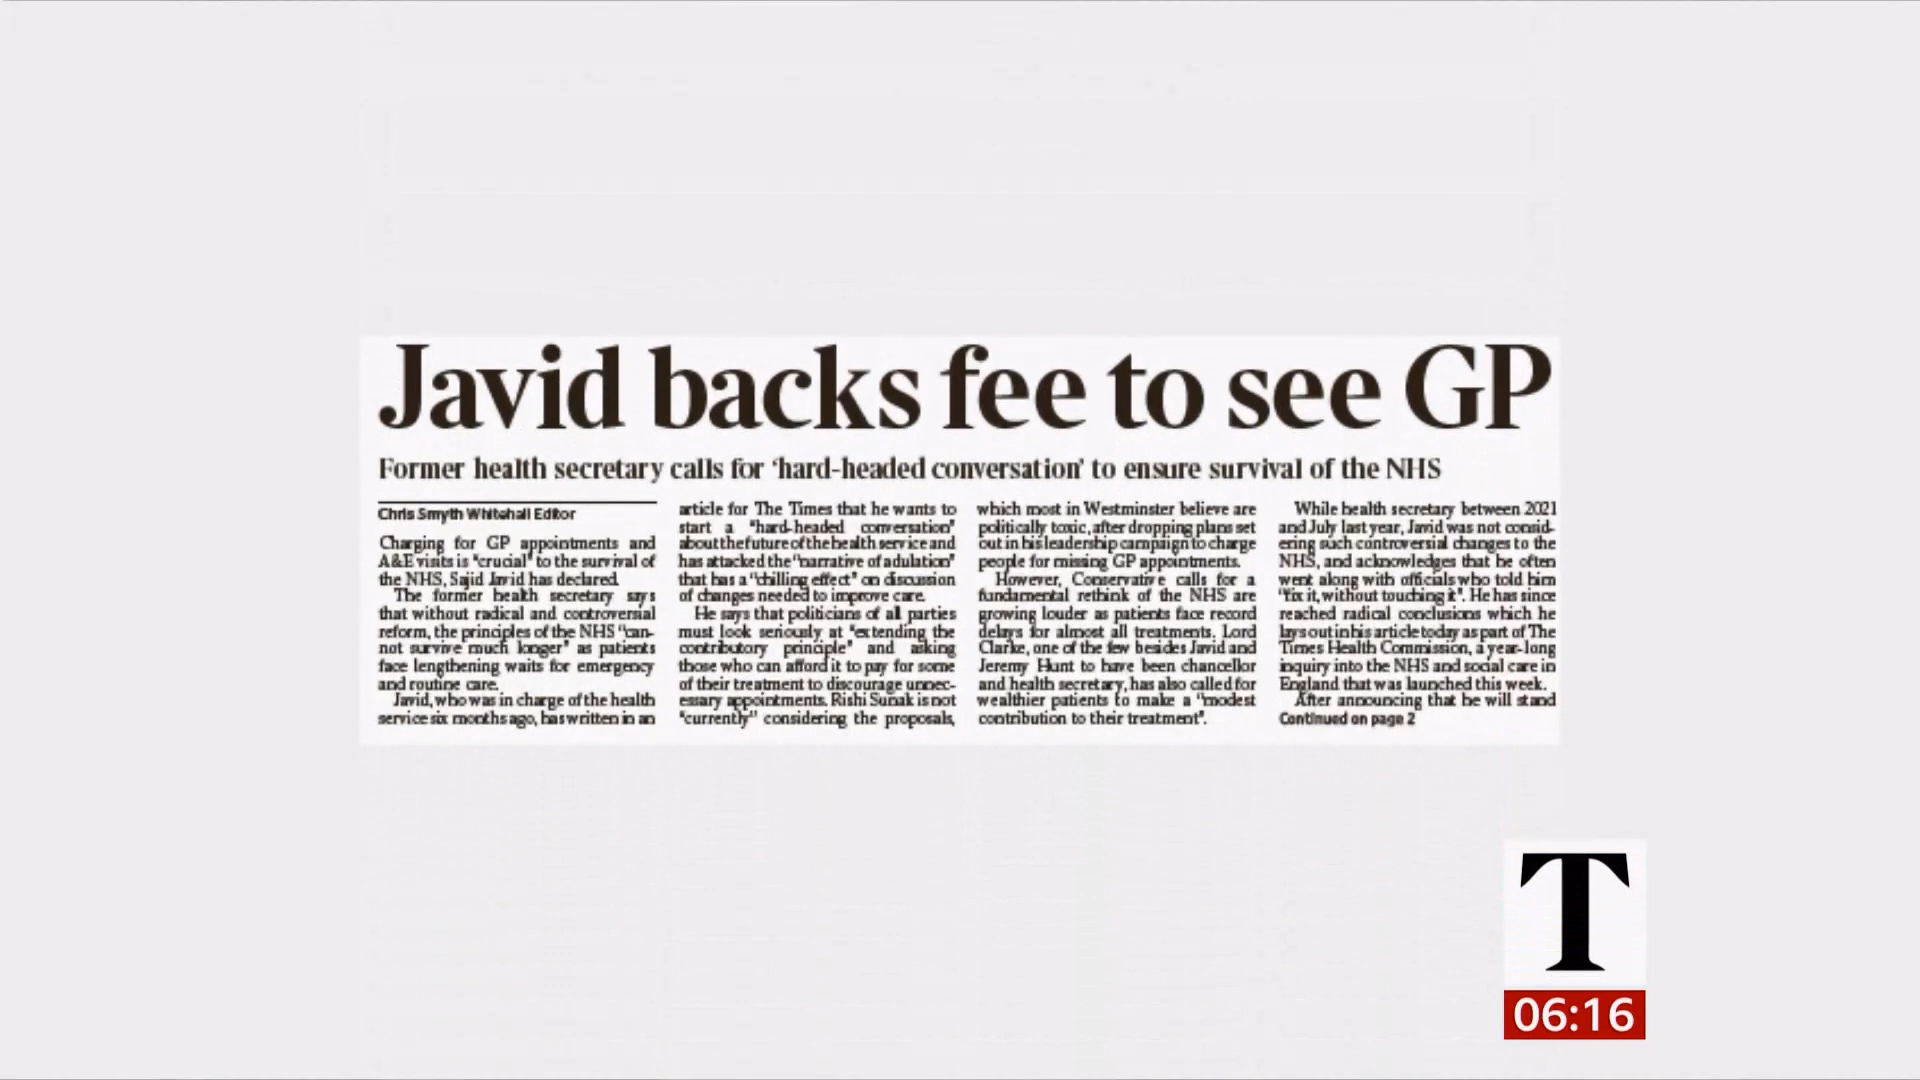 Javid backs fee to see GP
Former health secretary calls for ‘hard-headed conversation’ to ensure survival of the NHS
Chris Smyth Whitehall Editor
Charging for GP appointments and
A&E visits is “crucial” to the survival of
the NHS, Sajid Javid has declared.
The former health secretary says
that without radical and controversial
reform, the principles of the NHS “can-
not survive much longer” as patients
face lengthening waits for emergency
and routine care.
Javid, who was in charge of the health
service six months ago, has written in an
article for The Times that he wants to
start a “hard-headed conversation”
about the future of the health service and
has attacked the “narrative of adulation”
that has a “chilling effect” on discussion
of changes needed to improve care.
He says that politicians of all parties
must look seriously at “extending the
contributory principle” and asking
those who can afford it to pay for some
of their treatment to discourage unnec-
essary appointments. Rishi Sunak is not
“currently” considering the proposals,
which most in Westminster believe are
politically toxic, after dropping plans set
out in his leadership campaign to charge
people for missing GP appointments.
However, Conservative calls for a
fundamental rethink of the NHS are
growing louder as patients face record
delays for almost all treatments. Lord
Clarke, one of the few besides Javid and
Jeremy Hunt to have been chancellor
and health secretary, has also called for
wealthier patients to make a “modest
contribution to their treatment”.
While health secretary between 2021
and July last year, Javid was not consid-
ering such controversial changes to the
NHS, and acknowledges that he often
went along with officials who told him
“fix it, without touching it”. He has since
reached radical conclusions which he
lays out in his article today as part of The
Times Health Commission, a year-long
inquiry into the NHS and social care in
England that was launched this week.
After announcing that he will stand
Continued on page 2
T
06:16